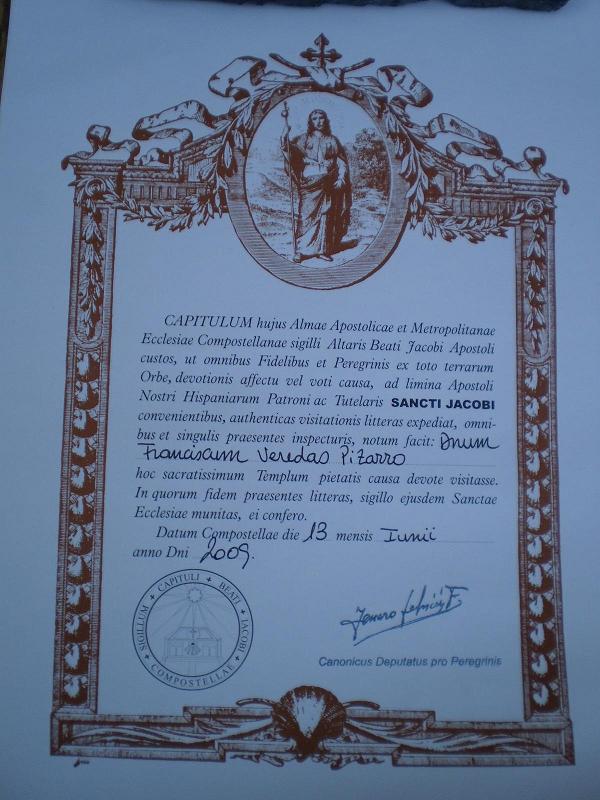 CAPITULUM hujus Almae Apostolicae et Metropolitanae
Ecclesiae Compostellanae sigilli Altaris Beati Jacobi Apostoli
custos, ut omnibus Fidelibus et Peregrinis ex toto terrarum
Orbe, devotionis affectu vel voti causa, ad limina Apostoli
Nostri Hispaniarum Patroni ac Tutelaris SANCTI JACOBI
convenientibus, authenticas visitationis litteras expediat, omni-
bus et singulis praesentes inspecturis, notum facit: Dnum
Franciscum Veredas Pizarro
hoc sacratissimum Templum pietatis causa devote visitasse.
In quorum fidem praesentes litteras, sigillo ejusdem Sanctae
Ecclesiae munitas, ei confero.
Datum Compostellae die 13 mensis Iunii
anno Dni 2009.
SIGILLUM CAPITULI BEATI JACOBI COMPOSTELLAE
Canonicus Deputatus pro Peregrinis